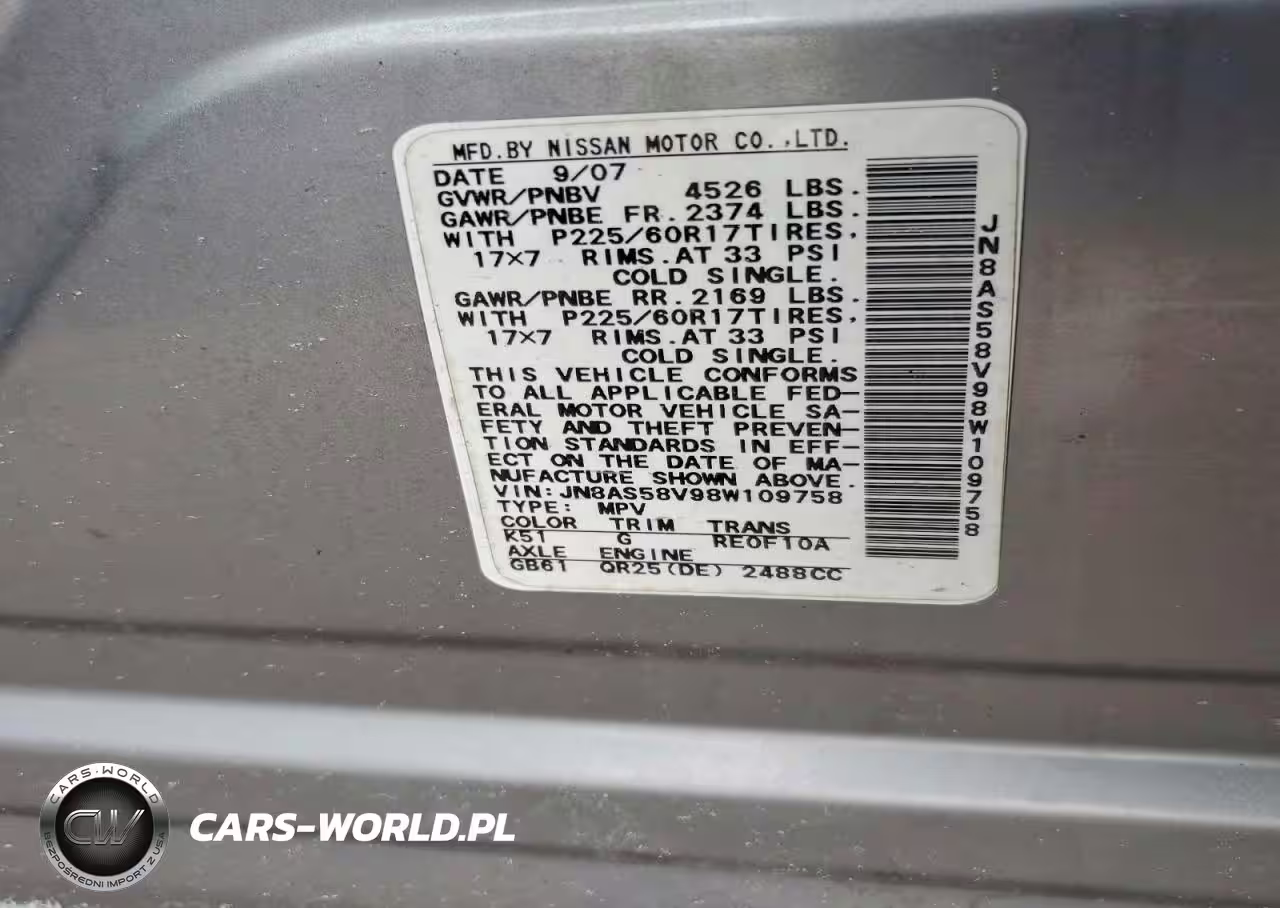 MFD.BY NISSAN MOTOR CO.,LTD.
DATE 9/07
GVWR/PNBV 4526 LBS.
GAWR/PNBE FR. 2374 LBS.
WITH P225/60R17TIRES.
17×7 RIMS.AT 33 PSI
COLD SINGLE.
GAWR/PNBE RR. 2169 LBS.
WITH P225/60R17TIRES.
17×7 RIMS.AT 33 PSI
COLD SINGLE.
THIS VEHICLE CONFORMS
TO ALL APPLICABLE FED-
ERAL MOTOR VEHICLE SA-
FETY AND THEFT PREVEN-
TION STANDARDS IN EFF-
ECT ON THE DATE OF MA-
NUFACTURE SHOWN ABOVE.
VIN:JN8AS58V98W109758
TYPE: MPV
COLOR TRIM TRANS
K51 G RE0F10A
AXLE ENGINE
GB61 QR25(DE) 2488CC
JN8AS58V98W109758
CARS-WORLD
CW
BEZPOŚREDNI IMPORT Z USA
CARS-WORLD.PL